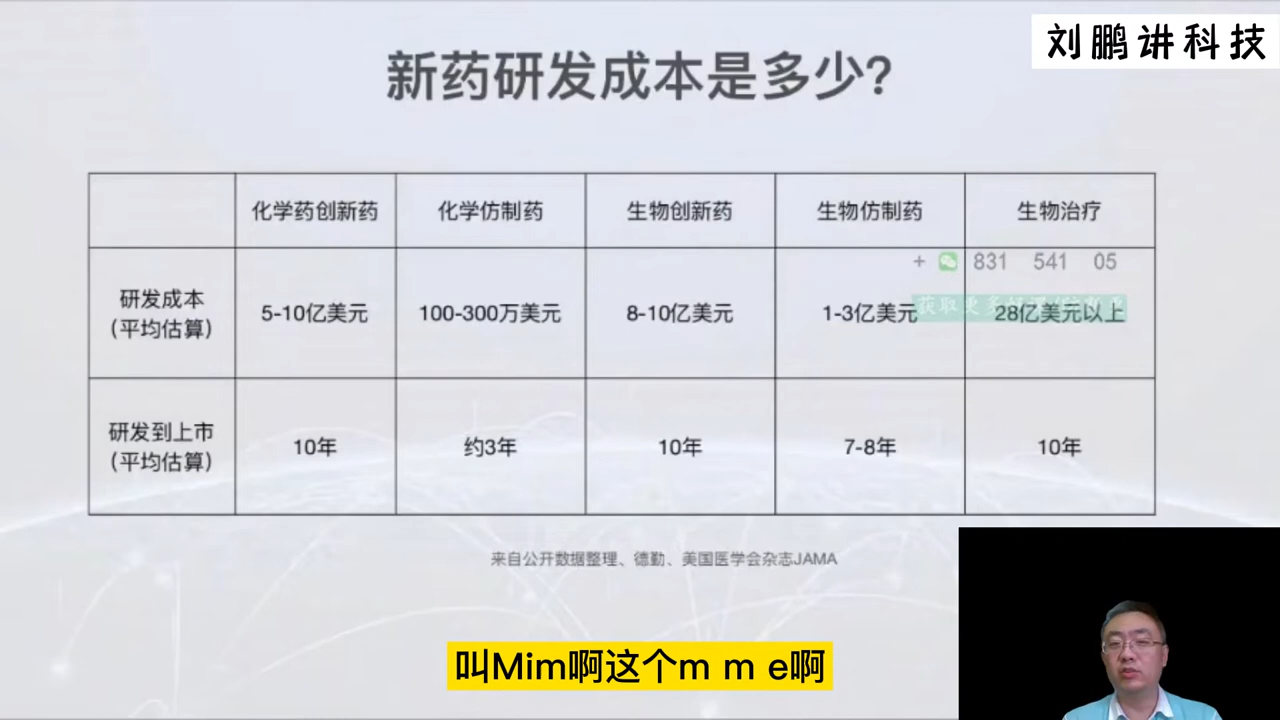 刘鹏讲科技
新药研发成本是多少?
化学药创新药 化学仿制药 生物创新药 生物仿制药 生物治疗
+ 831 541 05
研发成本
(平均估算)
5-10亿美元 100-300万美元 8-10亿美元 1-3亿美元 28亿美元以上
获取更多
研发到上市
(平均估算)
10年 约3年 10年 7-8年 10年
来自公开数据整理、德勤、美国医学会杂志JAMA
叫Mim啊这个m m e啊